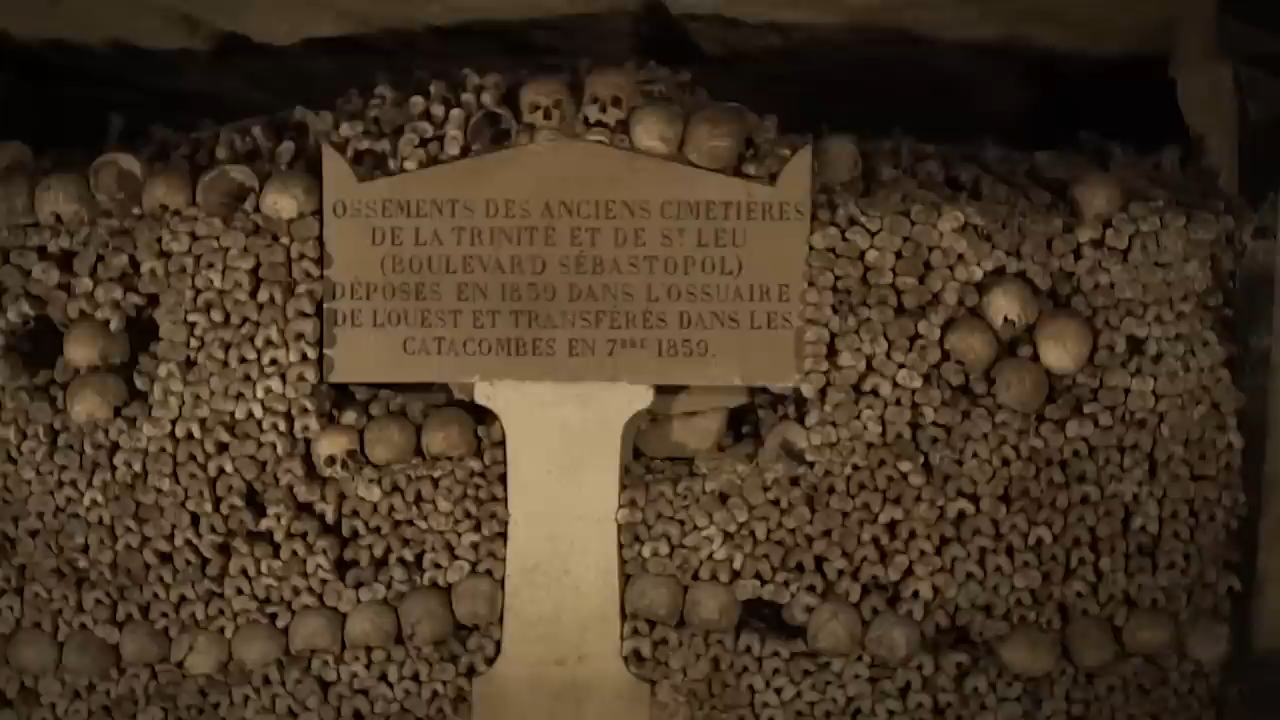 OSSEMENTS DES ANCIENS CIMETIÈRES
DE LA TRINITÉ ET DE Sᵀ LEU
(BOULEVARD SÉBASTOPOL)
DÉPOSÉS EN 1859 DANS L'OSSUAIRE
DE L'OUEST ET TRANSFÉRÉS DANS LES
CATACOMBES EN 7ᴮᴿᴱ 1859.